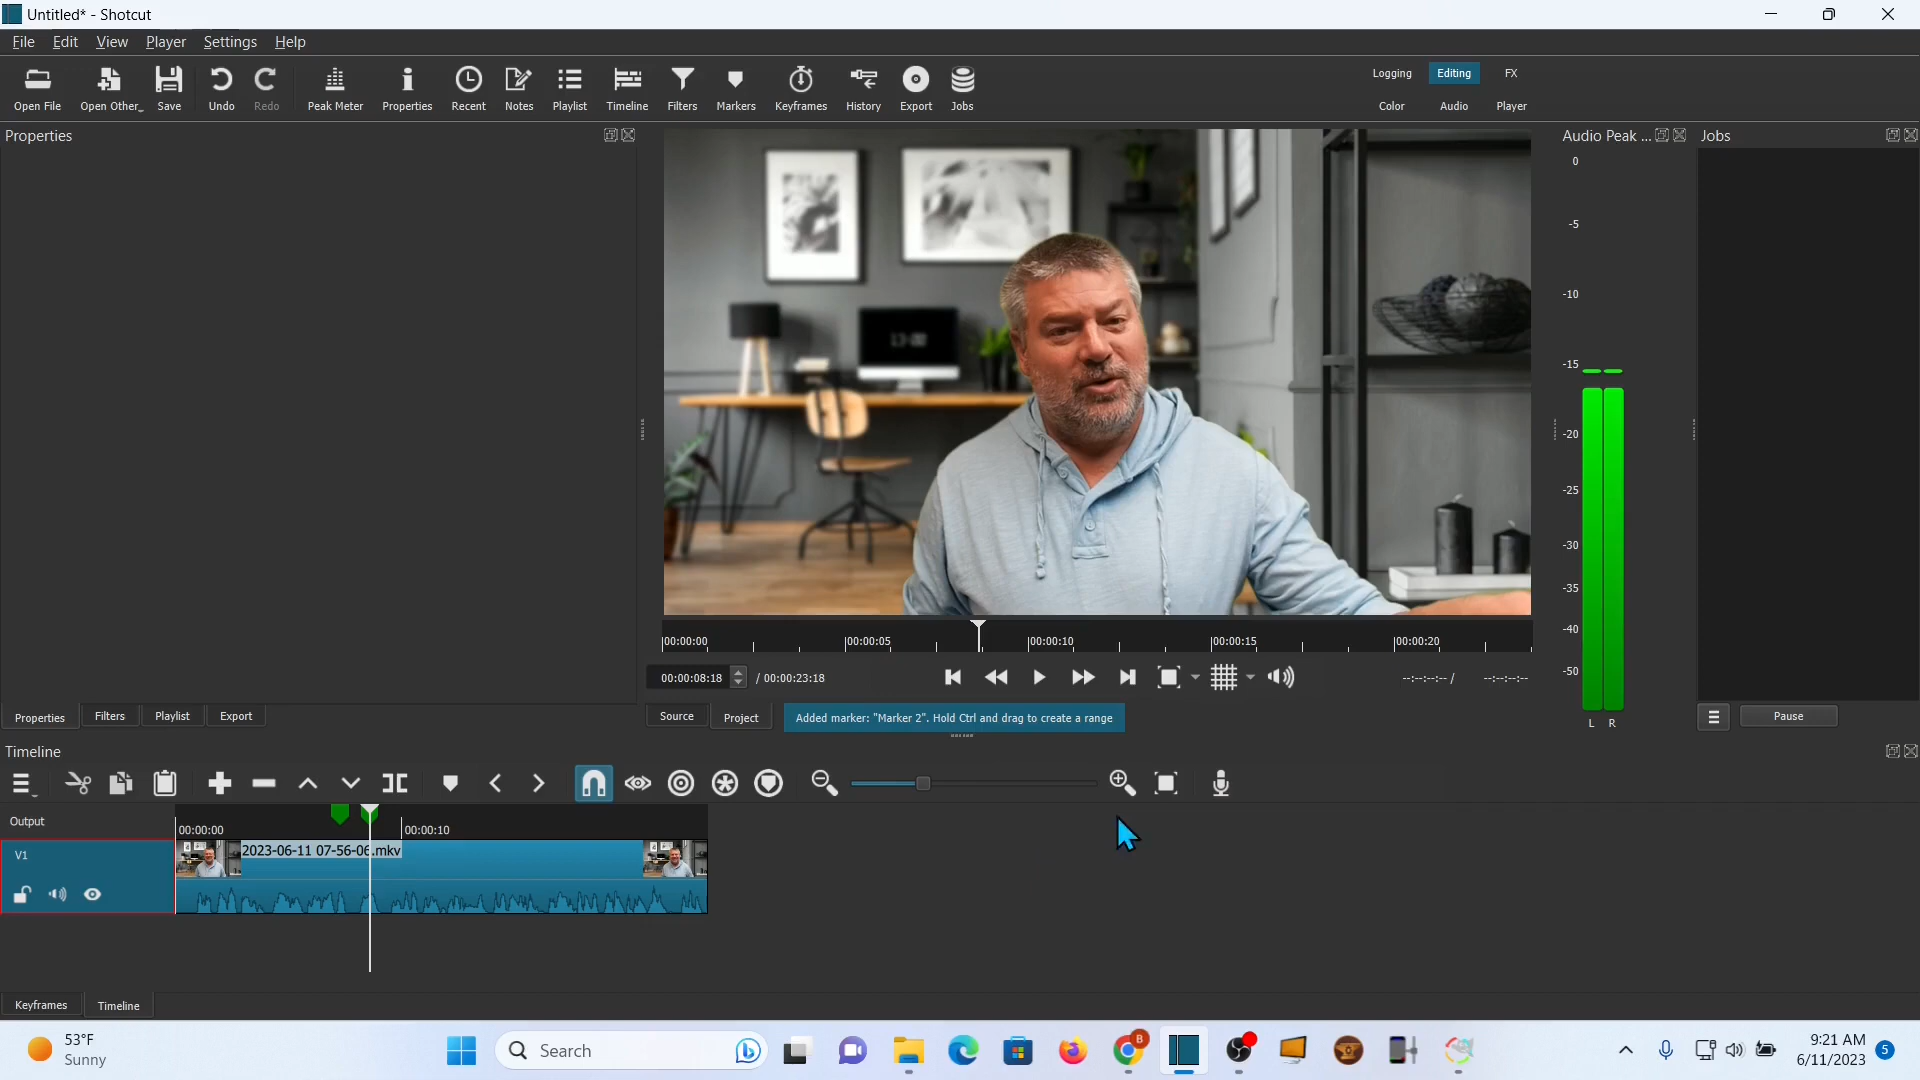 Untitled* - Shotcut
File Edit View Player Settings Help
Open File Open Other... Save Undo Redo Peak Meter Properties Recent Notes Playlist Timeline Filters Markers Keyframes History Export Jobs
Logging Editing FX
Color Audio Player
Properties
Audio Peak ...
Jobs
0
-5
-10
-15
-20
-25
-30
-35
-40
-50
L R
13:00
00:00:00 00:00:05 00:00:10 00:00:15 00:00:20
00:00:08:18 / 00:00:23:18
--:--:--:-- / --:--:--:--
Properties Filters Playlist Export
Source Project
Added marker: "Marker 2". Hold Ctrl and drag to create a range
Pause
Timeline
Output
00:00:00 00:00:10
V1
2023-06-11 07-56-06.mkv
Keyframes Timeline
53°F
Sunny
Search
B
9:21 AM
6/11/2023
5